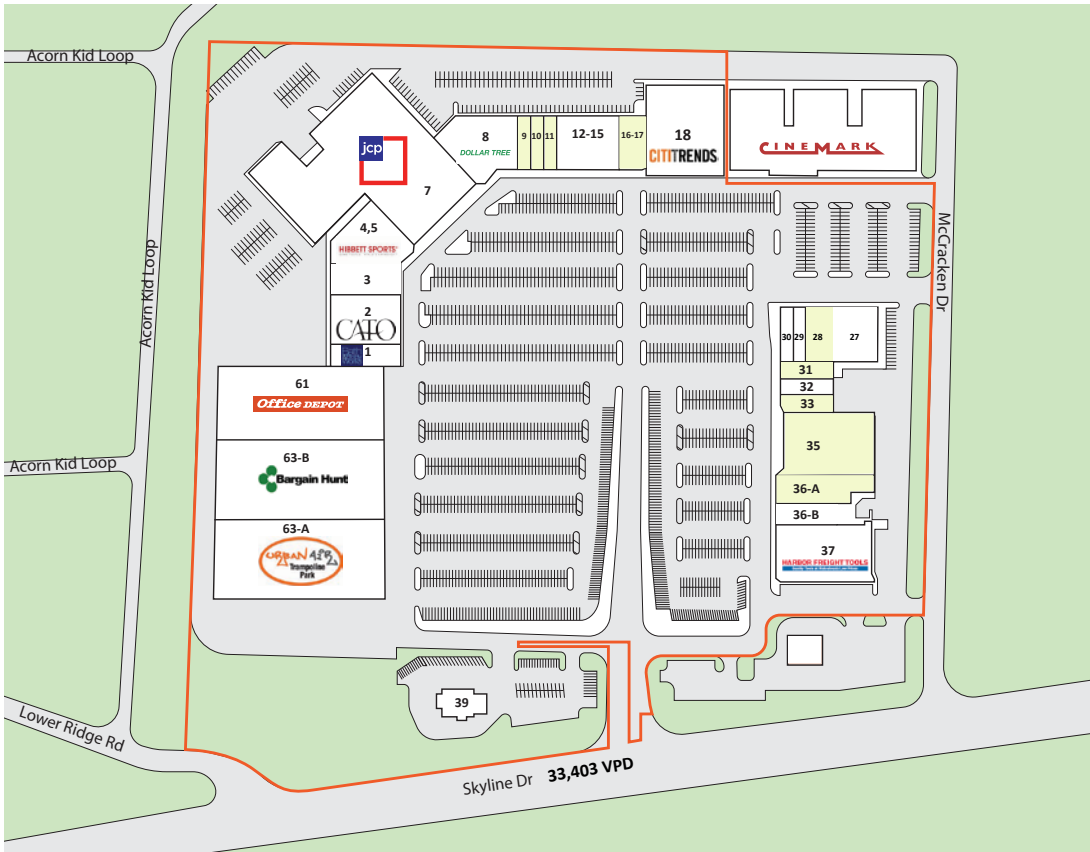 Acorn Kid Loop
8
DOLLAR TREE
9
10
11
12-15
16-17
18
CITITRENDS
CINEMARK
jcp
7
4,5
HIBBETT SPORTS
3
2
CATO
1
McCracken Dr
Acorn Kid Loop
30
29
28
27
31
32
33
35
36-A
36-B
37
HARBOR FREIGHT TOOLS
61
Office DEPOT
63-B
Bargain Hunt
63-A
URBAN AIR
Trampoline
Park
Acorn Kid Loop
39
Lower Ridge Rd
Skyline Dr 33,403 VPD